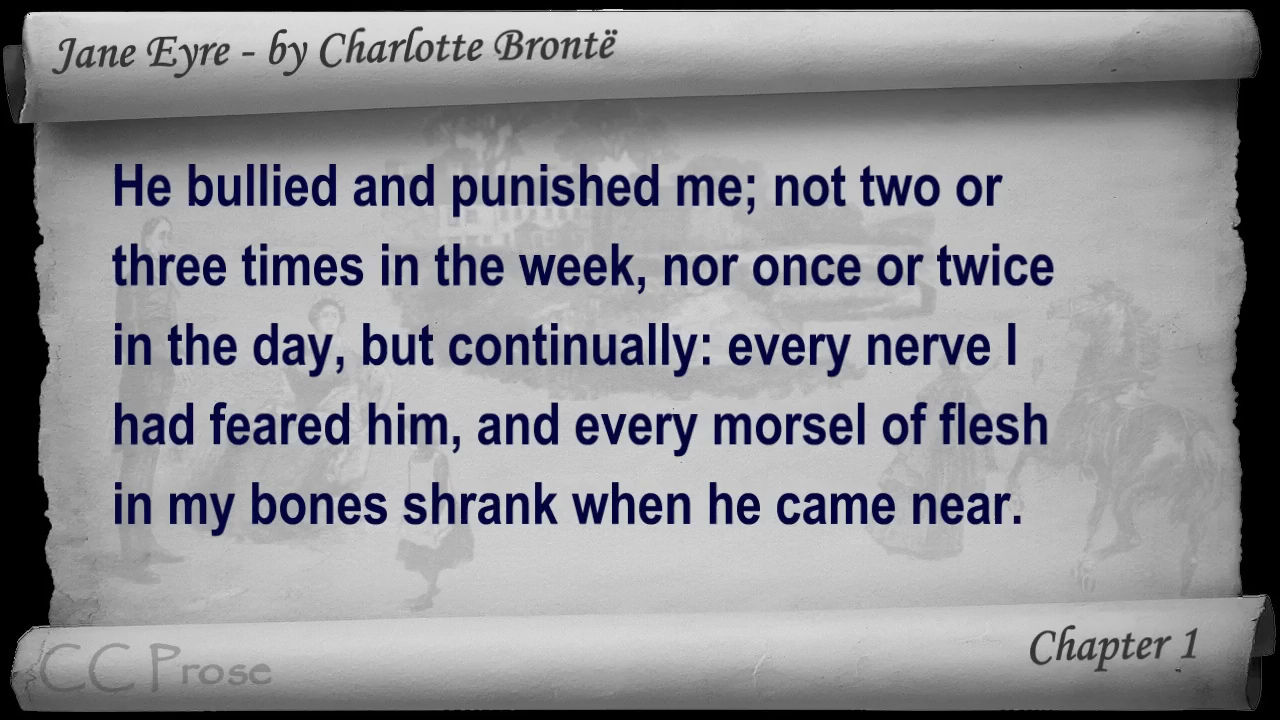 Jane Eyre - by Charlotte Brontë
He bullied and punished me; not two or
three times in the week, nor once or twice
in the day, but continually: every nerve I
had feared him, and every morsel of flesh
in my bones shrank when he came near.
Chapter 1
CC Prose